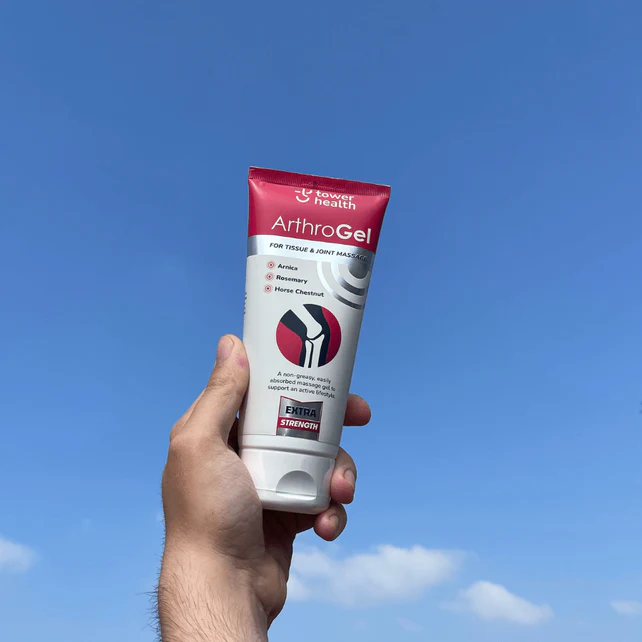 tower
health
ArthroGel
FOR TISSUE & JOINT MASSAGE
Arnica
Rosemary
Horse Chestnut
A non-greasy, easily
absorbed massage gel to
support an active lifestyle.
EXTRA
STRENGTH